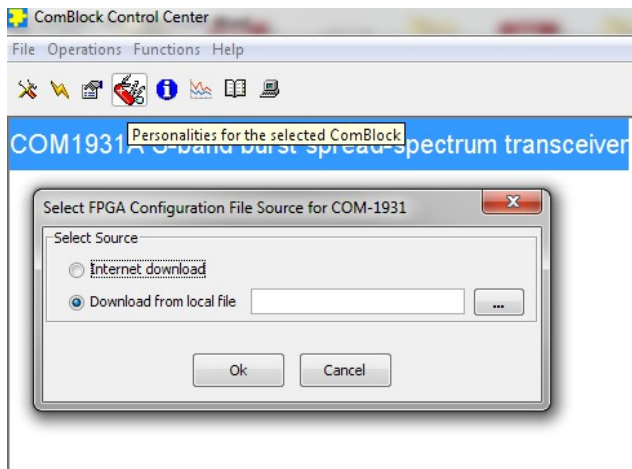 ComBlock Control Center
File Operations Functions Help
Personalities for the selected ComBlock
COM1931A S-band burst spread-spectrum transceiver
Select FPGA Configuration File Source for COM-1931
Select Source
Internet download
Download from local file ...
Ok Cancel